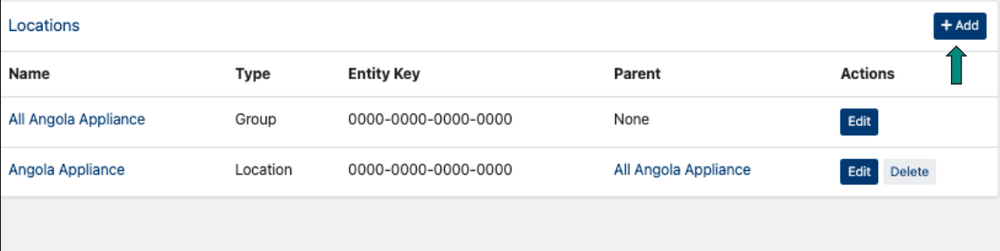 Locations + Add
Name Type Entity Key Parent Actions
All Angola Appliance Group 0000-0000-0000-0000 None Edit
Angola Appliance Location 0000-0000-0000-0000 All Angola Appliance Edit Delete